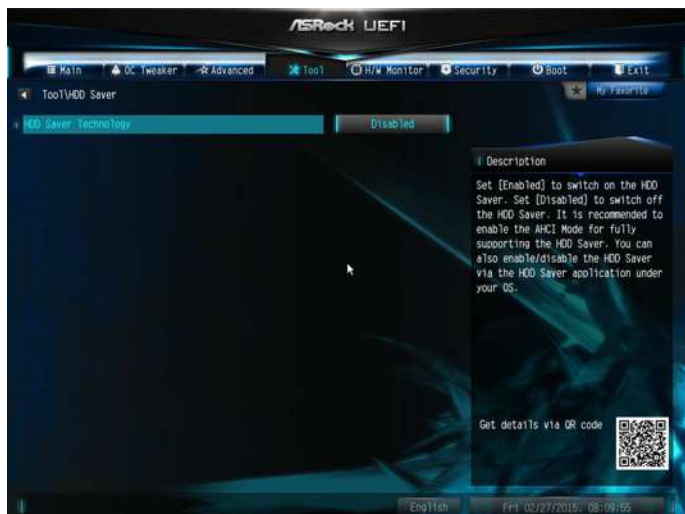 ASRock UEFI
Main OC Tweaker Advanced Tool H/W Monitor Security Boot Exit
Tool\HDD Saver
My Favorite
HDD Saver Technology Disabled
Description
Set [Enabled] to switch on the HDD
Saver. Set [Disabled] to switch off
the HDD Saver. It is recommended to
enable the AHCI Mode for fully
supporting the HDD Saver. You can
also enable/disable the HDD Saver
via the HDD Saver application under
your OS.
Get details via QR code
English Fri 02/27/2015. 08:09:55